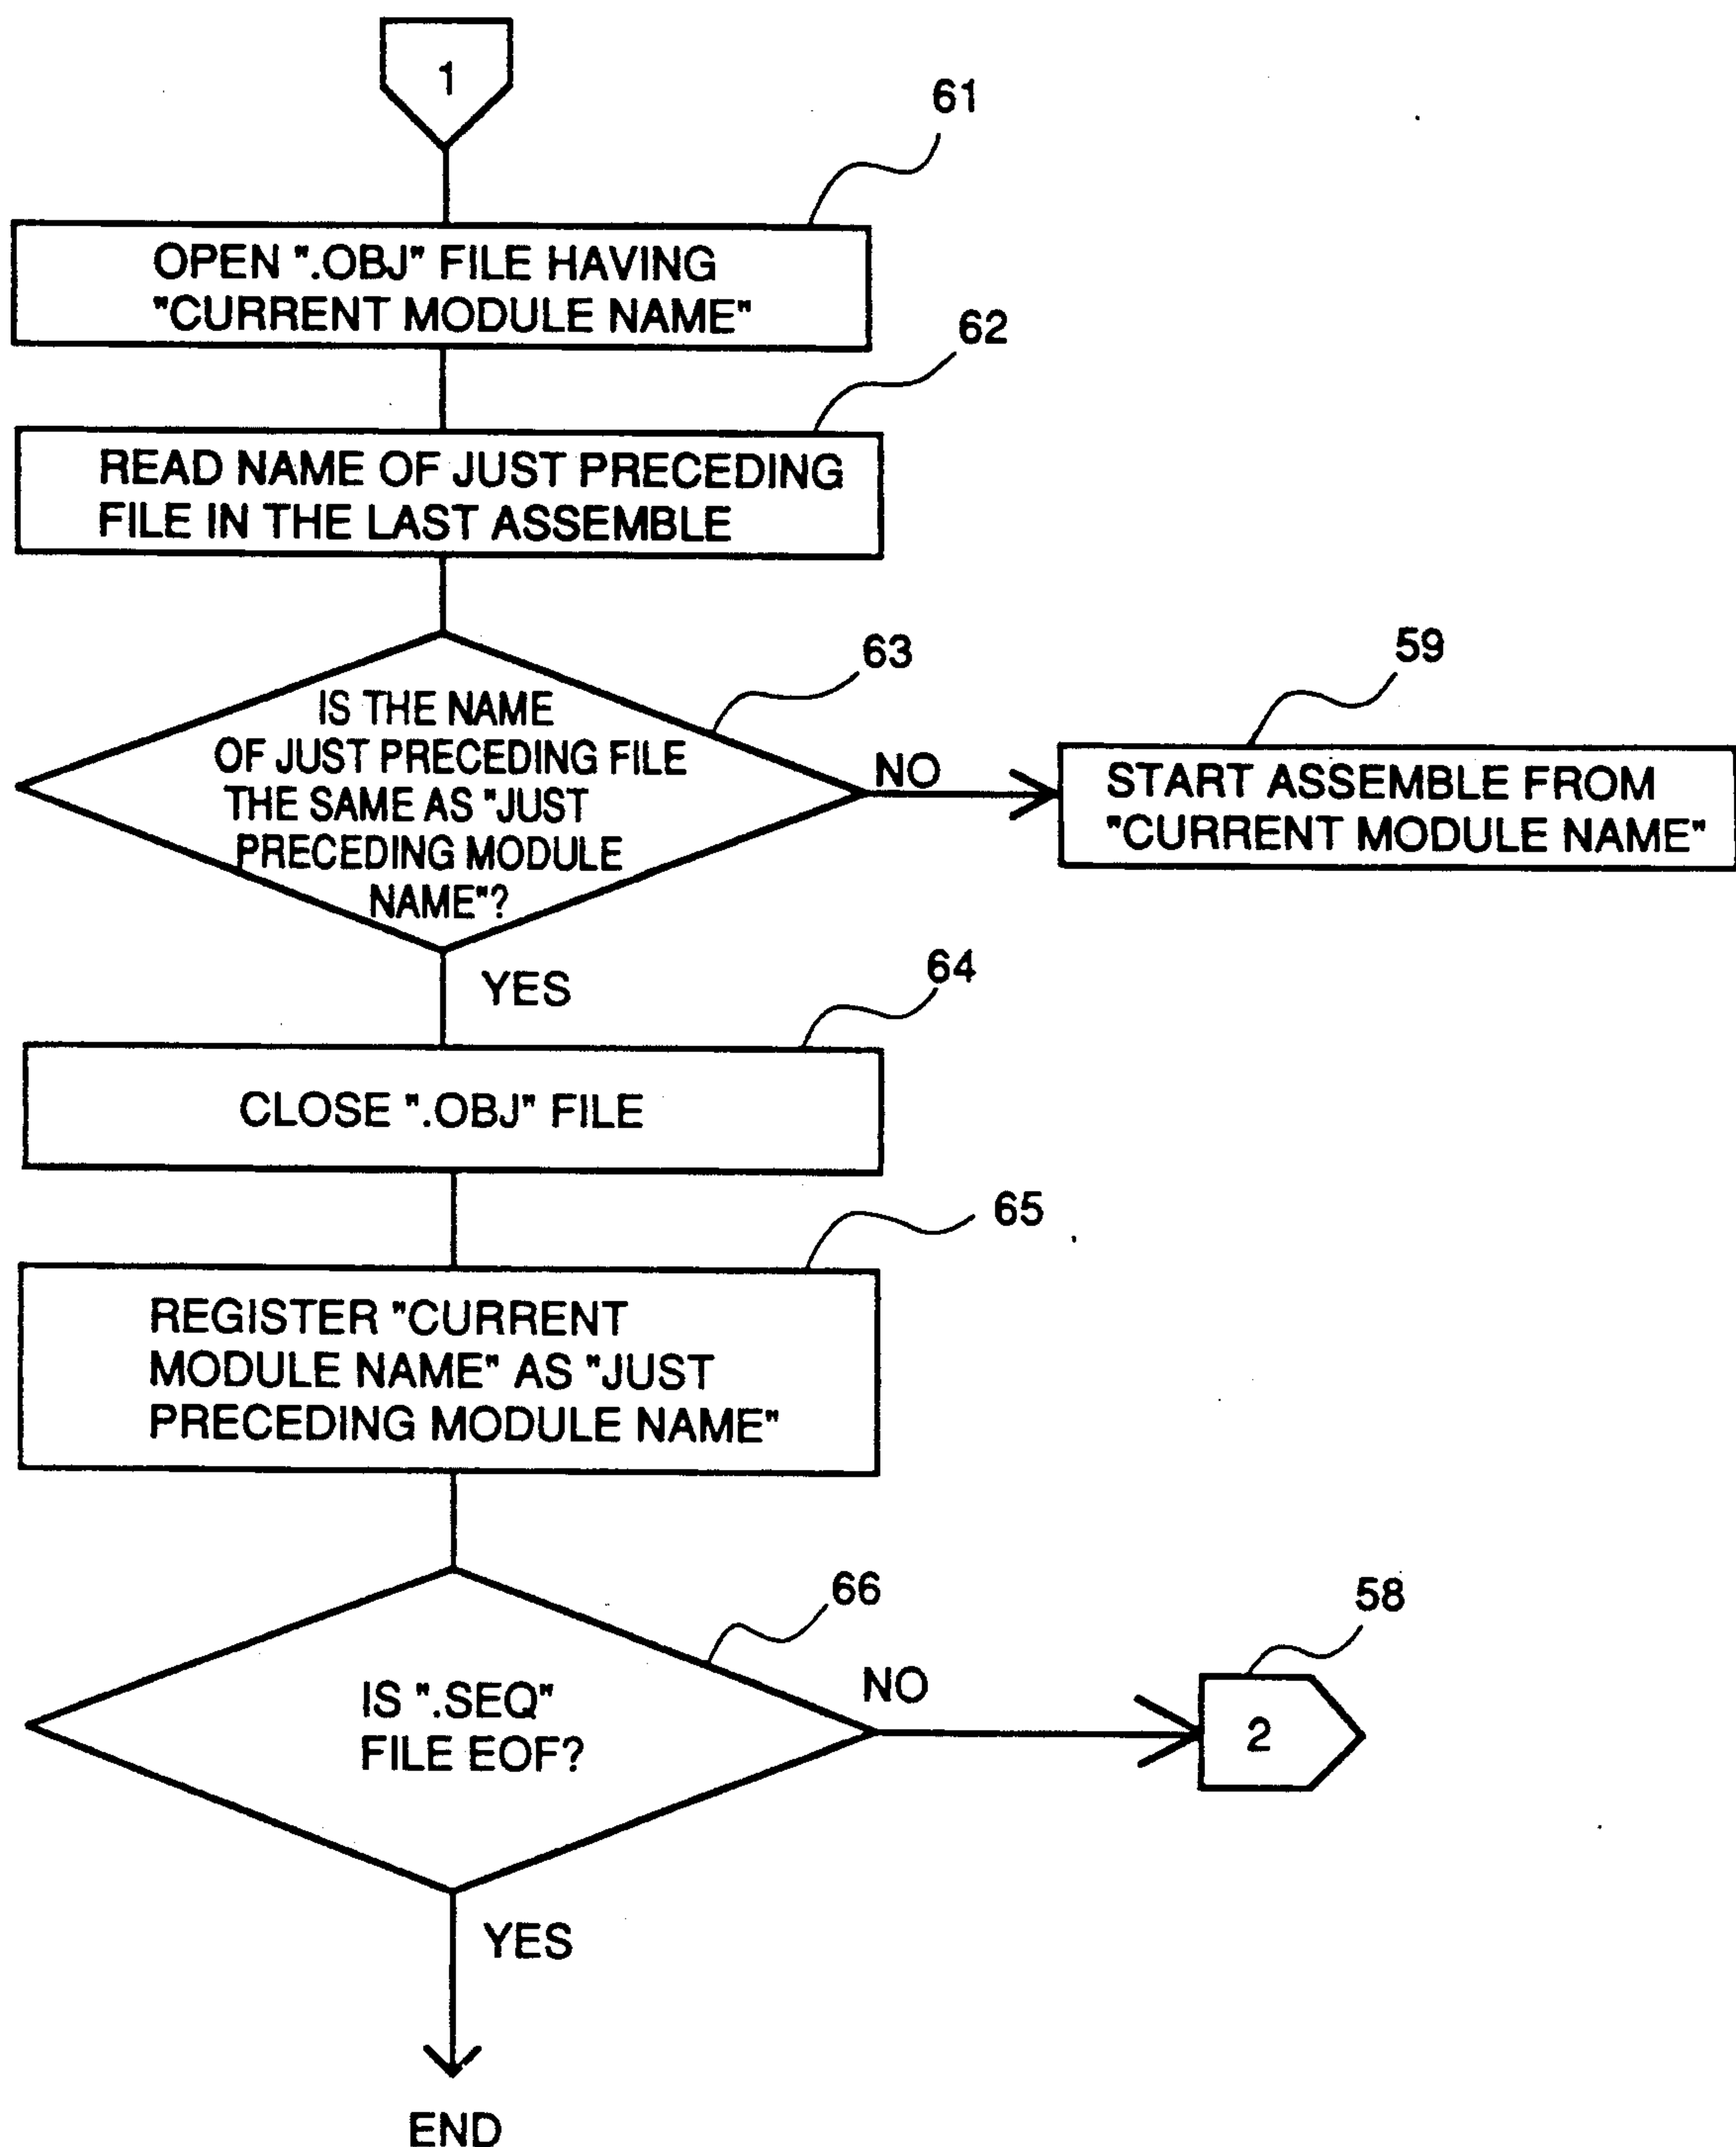 1
61
OPEN ".OBJ" FILE HAVING
"CURRENT MODULE NAME"
62
READ NAME OF JUST PRECEDING
FILE IN THE LAST ASSEMBLE
63
IS THE NAME
OF JUST PRECEDING FILE
THE SAME AS "JUST
PRECEDING MODULE
NAME"?
NO
59
START ASSEMBLE FROM
"CURRENT MODULE NAME"
YES
64
CLOSE ".OBJ" FILE
65
REGISTER "CURRENT
MODULE NAME" AS "JUST
PRECEDING MODULE NAME"
66
IS ".SEQ"
FILE EOF?
NO
58
2
YES
END